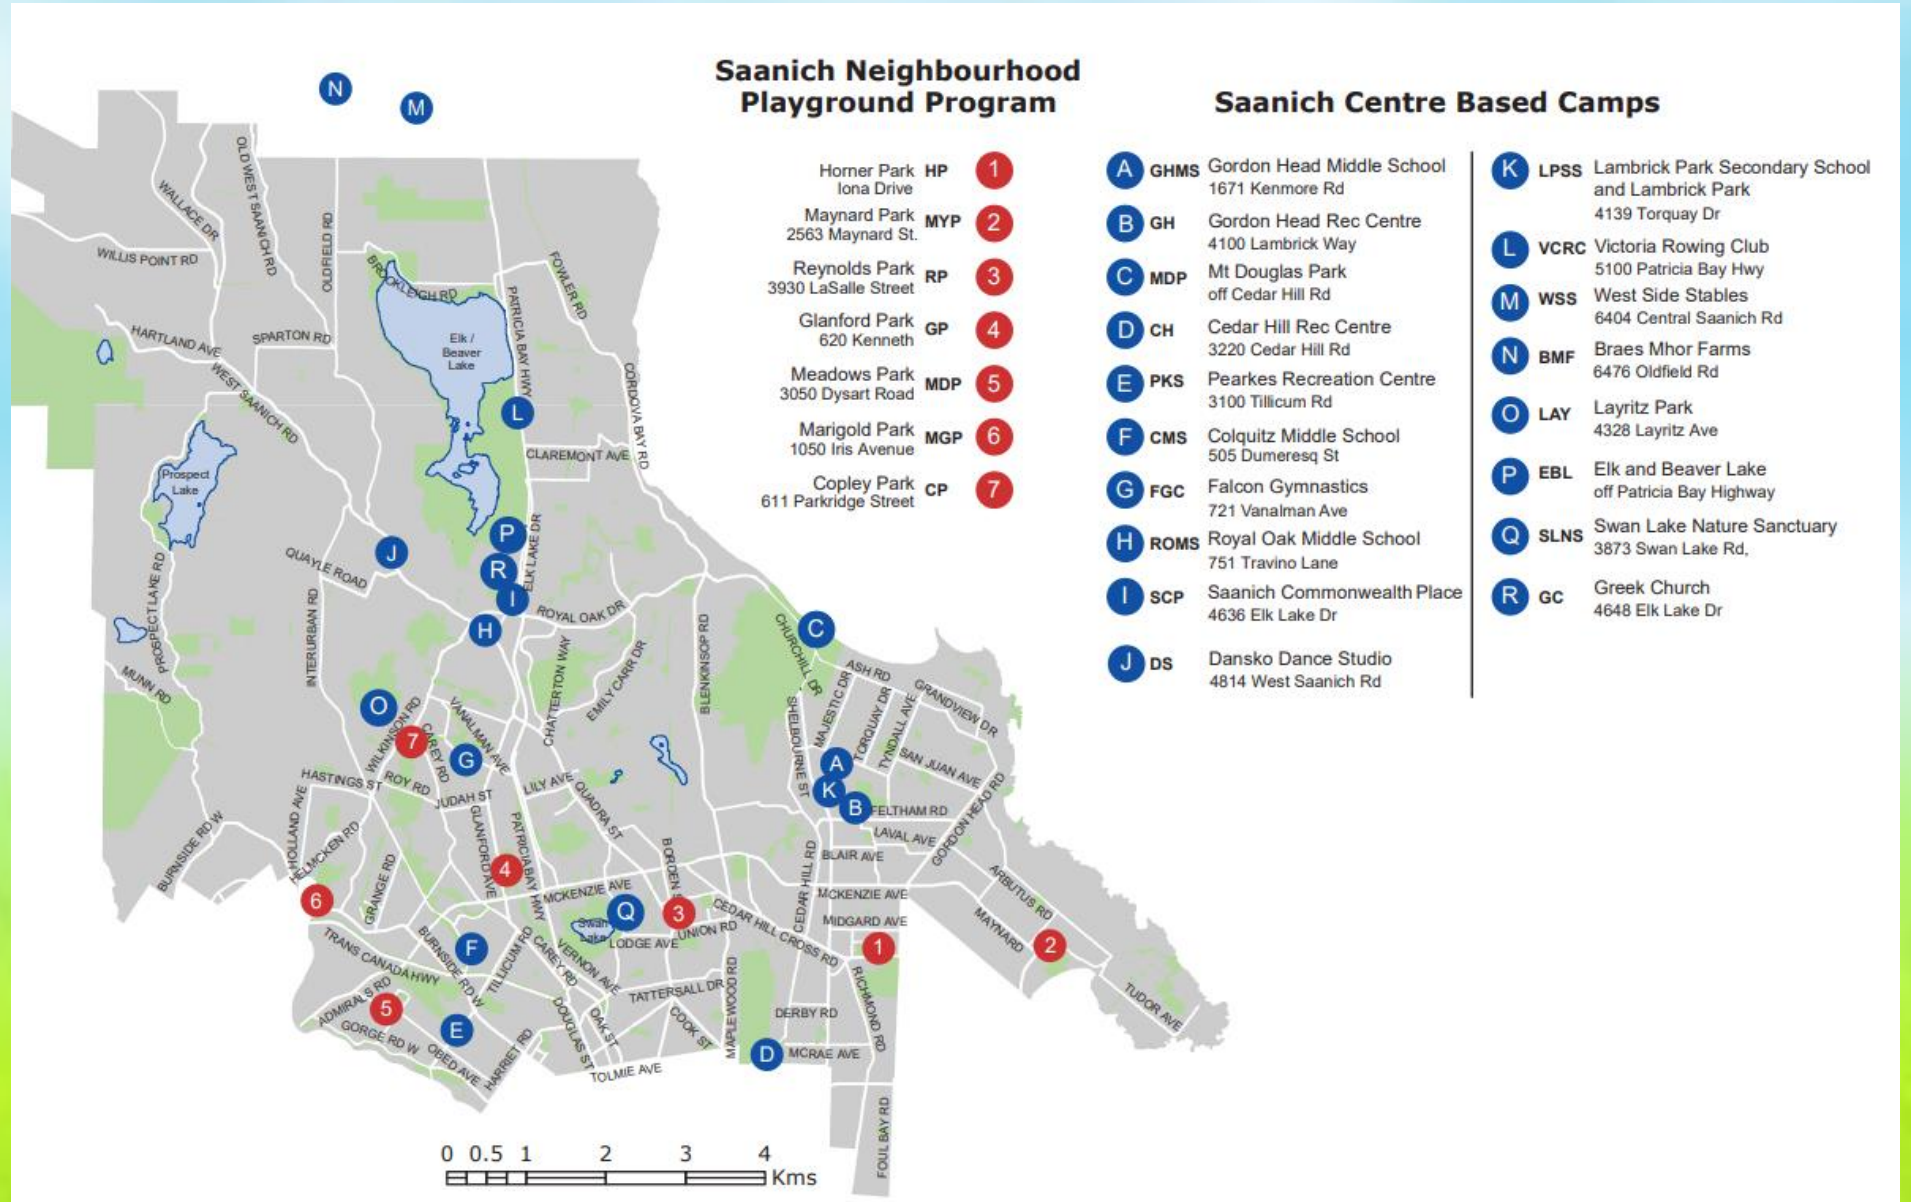 Saanich Neighbourhood
Playground Program
Horner Park HP 1
Iona Drive
Maynard Park MYP 2
2563 Maynard St.
Reynolds Park RP 3
3930 LaSalle Street
Glanford Park GP 4
620 Kenneth
Meadows Park MDP 5
3050 Dysart Road
Marigold Park MGP 6
1050 Iris Avenue
Copley Park CP 7
611 Parkridge Street
Saanich Centre Based Camps
A GHMS Gordon Head Middle School
1671 Kenmore Rd
B GH Gordon Head Rec Centre
4100 Lambrick Way
C MDP Mt Douglas Park
off Cedar Hill Rd
D CH Cedar Hill Rec Centre
3220 Cedar Hill Rd
E PKS Pearkes Recreation Centre
3100 Tillicum Rd
F CMS Colquitz Middle School
505 Dumeresq St
G FGC Falcon Gymnastics
721 Vanalman Ave
H ROMS Royal Oak Middle School
751 Travino Lane
I SCP Saanich Commonwealth Place
4636 Elk Lake Dr
J DS Dansko Dance Studio
4814 West Saanich Rd
K LPSS Lambrick Park Secondary School
and Lambrick Park
4139 Torquay Dr
L VCRC Victoria Rowing Club
5100 Patricia Bay Hwy
M WSS West Side Stables
6404 Central Saanich Rd
N BMF Braes Mhor Farms
6476 Oldfield Rd
O LAY Layritz Park
4328 Layritz Ave
P EBL Elk and Beaver Lake
off Patricia Bay Highway
Q SLNS Swan Lake Nature Sanctuary
3873 Swan Lake Rd,
R GC Greek Church
4648 Elk Lake Dr
N
M
OLD WEST SAANICH RD
WALLACE DR
OLDFIELD RD
WILLIS POINT RD
BROOKLEIGH RD
FOWLER RD
PATRICIA BAY HWY
HARTLAND AVE
SPARTON RD
Elk /
Beaver
Lake
WEST SAANICH RD
CORDOVA BAY RD
L
CLAREMONT AVE
Prospect
Lake
P
J
R
I
H
ELK LAKE DR
QUAYLE ROAD
PROSPECT LAKE RD
INTERURBAN RD
ROYAL OAK DR
CHATTERTON WAY
EMILY CARR DR
BLENKINSOP RD
CHURCHILL DR
C
MUNN RD
ASH RD
GRANDVIEW DR
MAJESTIC DR
TORQUAY DR
TYNDALL AVE
SHELBOURNE ST
SAN JUAN AVE
O
7
WILKINSON RD
CAREY RD
VANALMAN AVE
G
A
K
B
FELTHAM RD
GORDON HEAD RD
HASTINGS ST
ROY RD
JUDAH ST
LILY AVE
QUADRA ST
LAVAL AVE
BLAIR AVE
HOLLAND AVE
HELMCKEN RD
BURNSIDE RD W
GRANGE RD
GLANFORD AVE
PATRICIA BAY HWY
4
BORDEN S
CEDAR HILL RD
ARBUTUS RD
MCKENZIE AVE
MCKENZIE AVE
MIDGARD AVE
MAYNARD
6
Q
3
1
2
Swan
Lake
LODGE AVE
UNION RD
CEDAR HILL CROSS RD
F
TRANS CANADA HWY
BURNSIDE RD W
TILLICUM RD
CAREY RD
VERNON AVE
TATTERSALL DR
MAPLEWOOD RD
RICHMOND RD
TUDOR AVE
ADMIRALS RD
5
E
GORGE RD W
OBED AVE
HARRIET RD
DOUGLAS ST
OAK ST
COOK ST
DERBY RD
D
MCRAE AVE
TOLMIE AVE
FOUL BAY RD
0 0.5 1 2 3 4
Kms